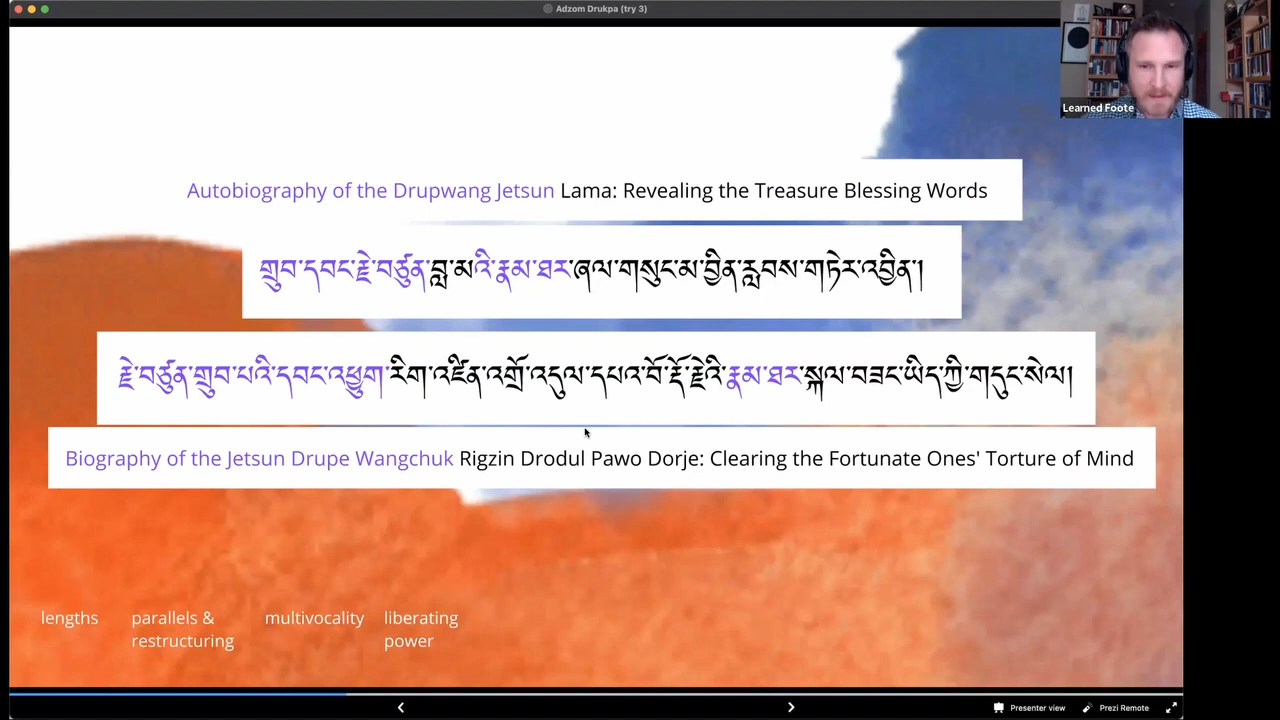 Adzom Drukpa (try 3)
Learned Foote
Autobiography of the Drupwang Jetsun Lama: Revealing the Treasure Blessing Words
གྲུབ་དབང་རྗེ་བཙུན་བླ་མའི་རྣམ་ཐར་ཞལ་གསུང་མ་བྱིན་རླབས་གཏེར་འབྱིན།
རྗེ་བཙུན་གྲུབ་པའི་དབང་འཕྱུག་རིག་འཛིན་འགྲོ་འདུལ་དཔའ་བོ་རྡོ་རྗེའི་རྣམ་ཐར་སྐལ་བཟང་ཡིད་ཀྱི་གདུང་སེལ།
Biography of the Jetsun Drupe Wangchuk Rigzin Drodul Pawo Dorje: Clearing the Fortunate Ones' Torture of Mind
lengths parallels & multivocality liberating
restructuring power
Presenter view Prezi Remote